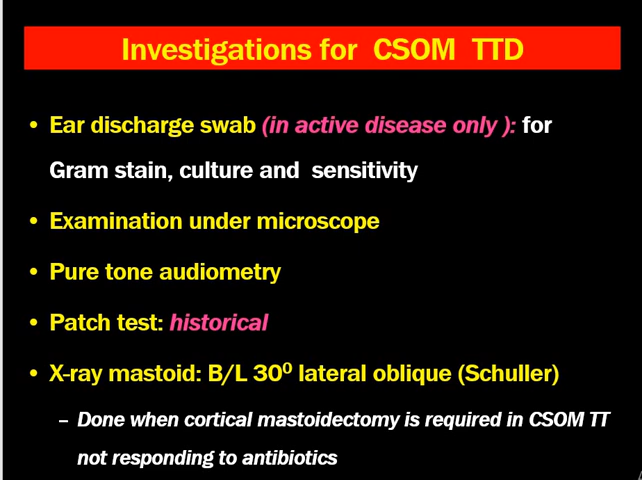 Investigations for CSOM TTD
• Ear discharge swab (in active disease only ): for
Gram stain, culture and sensitivity
• Examination under microscope
• Pure tone audiometry
• Patch test: historical
• X-ray mastoid: B/L 30⁰ lateral oblique (Schuller)
– Done when cortical mastoidectomy is required in CSOM TT
not responding to antibiotics